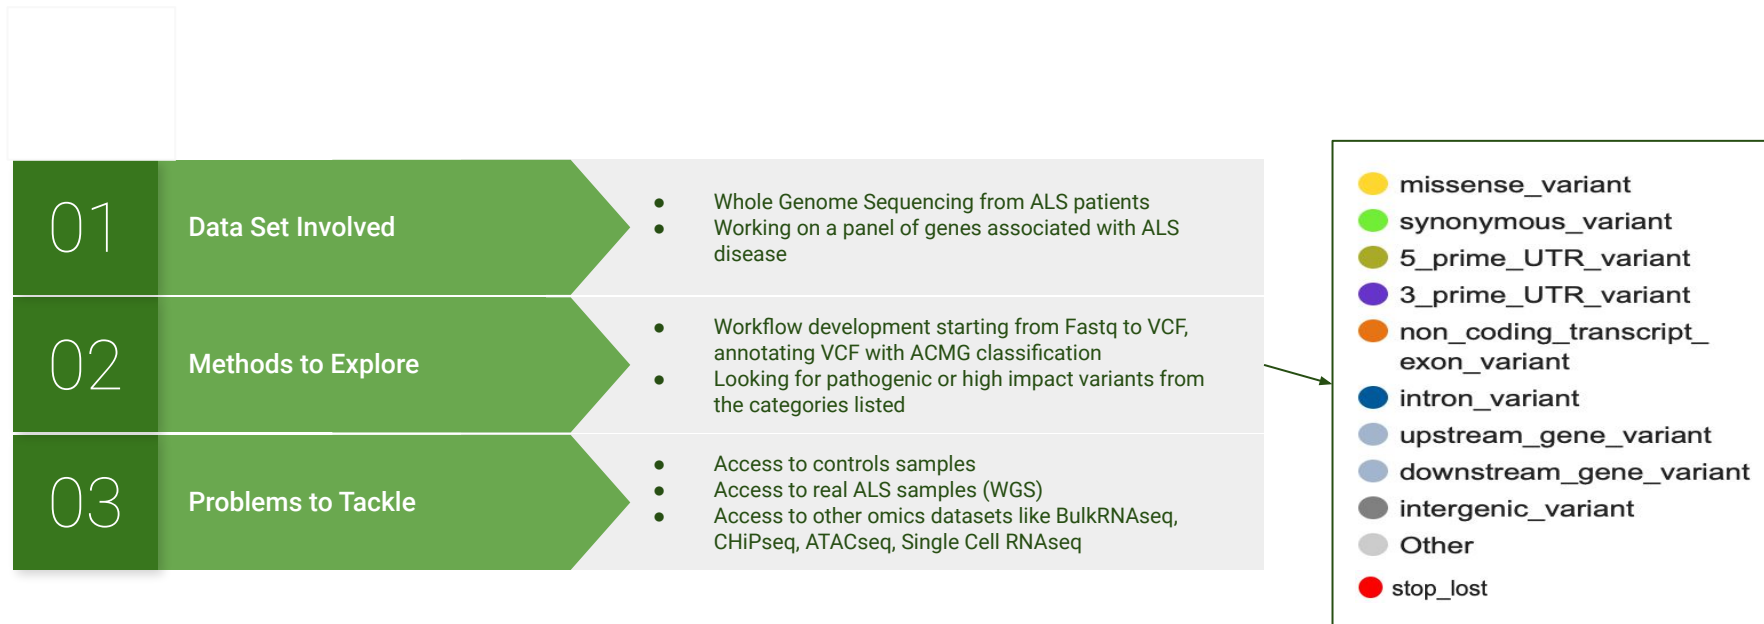 01
Data Set Involved
● Whole Genome Sequencing from ALS patients
● Working on a panel of genes associated with ALS
disease
02
Methods to Explore
● Workflow development starting from Fastq to VCF,
annotating VCF with ACMG classification
● Looking for pathogenic or high impact variants from
the categories listed
03
Problems to Tackle
● Access to controls samples
● Access to real ALS samples (WGS)
● Access to other omics datasets like BulkRNAseq,
CHiPseq, ATACseq, Single Cell RNAseq
missense_variant
synonymous_variant
5_prime_UTR_variant
3_prime_UTR_variant
non_coding_transcript_
exon_variant
intron_variant
upstream_gene_variant
downstream_gene_variant
intergenic_variant
Other
stop_lost